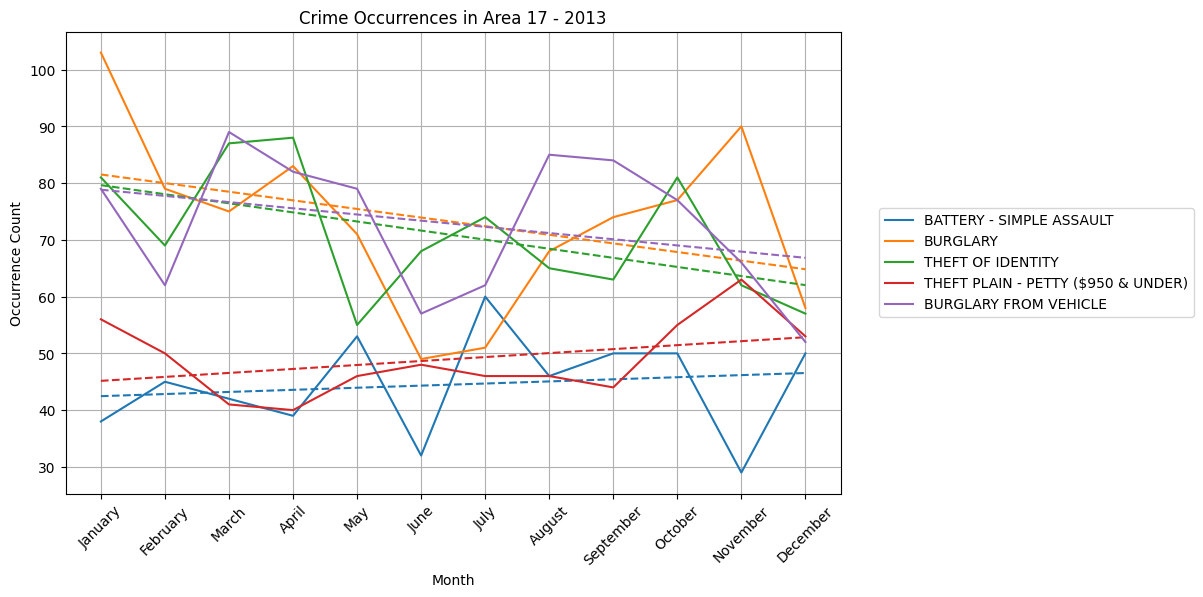 Crime Occurrences in Area 17 - 2013
Occurrence Count
100
90
80
70
60
50
40
30
January
February
March
April
May
June
July
August
September
October
November
December
Month
BATTERY - SIMPLE ASSAULT
BURGLARY
THEFT OF IDENTITY
THEFT PLAIN - PETTY ($950 & UNDER)
BURGLARY FROM VEHICLE